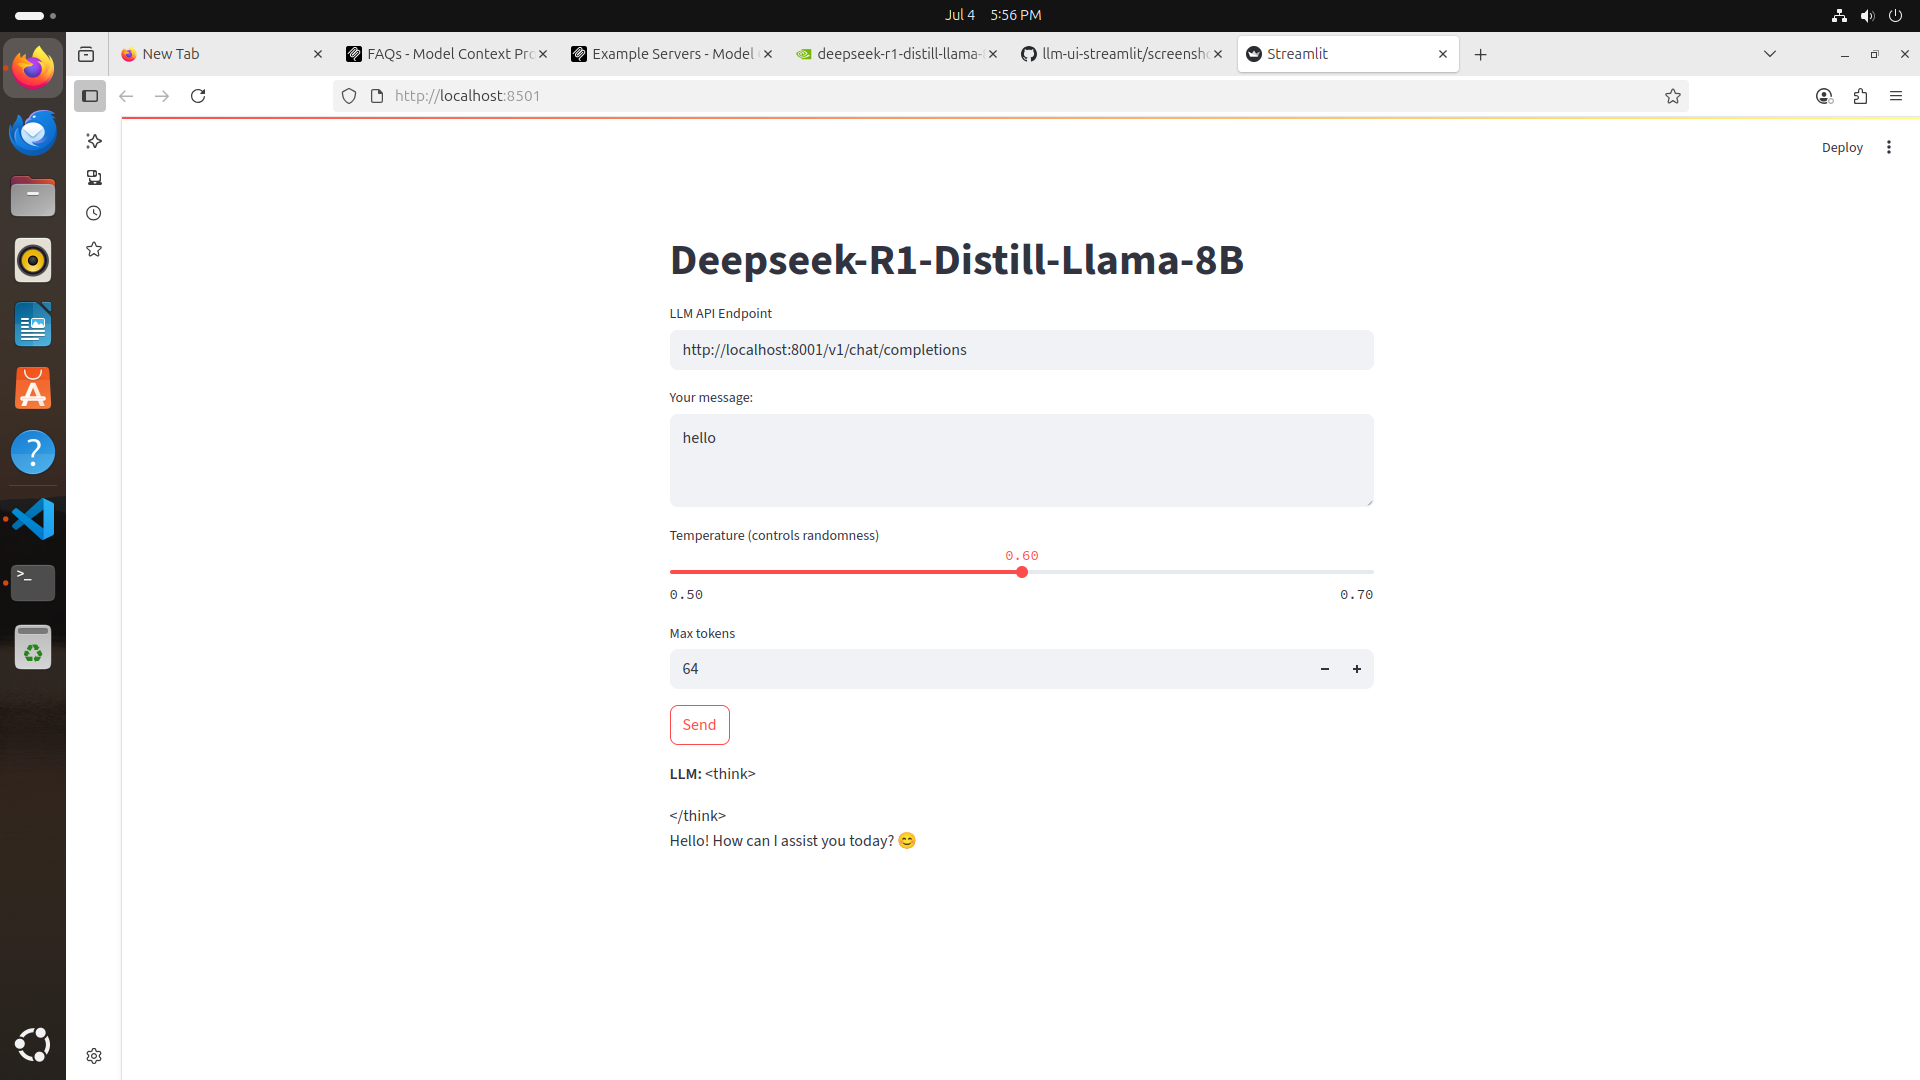 Jul 4 5:56 PM
New Tab
FAQs - Model Context Pro
Example Servers - Model
deepseek-r1-distill-llama-
llm-ui-streamlit/screensh
Streamlit
http://localhost:8501
Deploy
Deepseek-R1-Distill-Llama-8B
LLM API Endpoint
http://localhost:8001/v1/chat/completions
Your message:
hello
Temperature (controls randomness)
0.60
0.50 0.70
Max tokens
64
Send
LLM: <think>
</think>
Hello! How can I assist you today? 😊